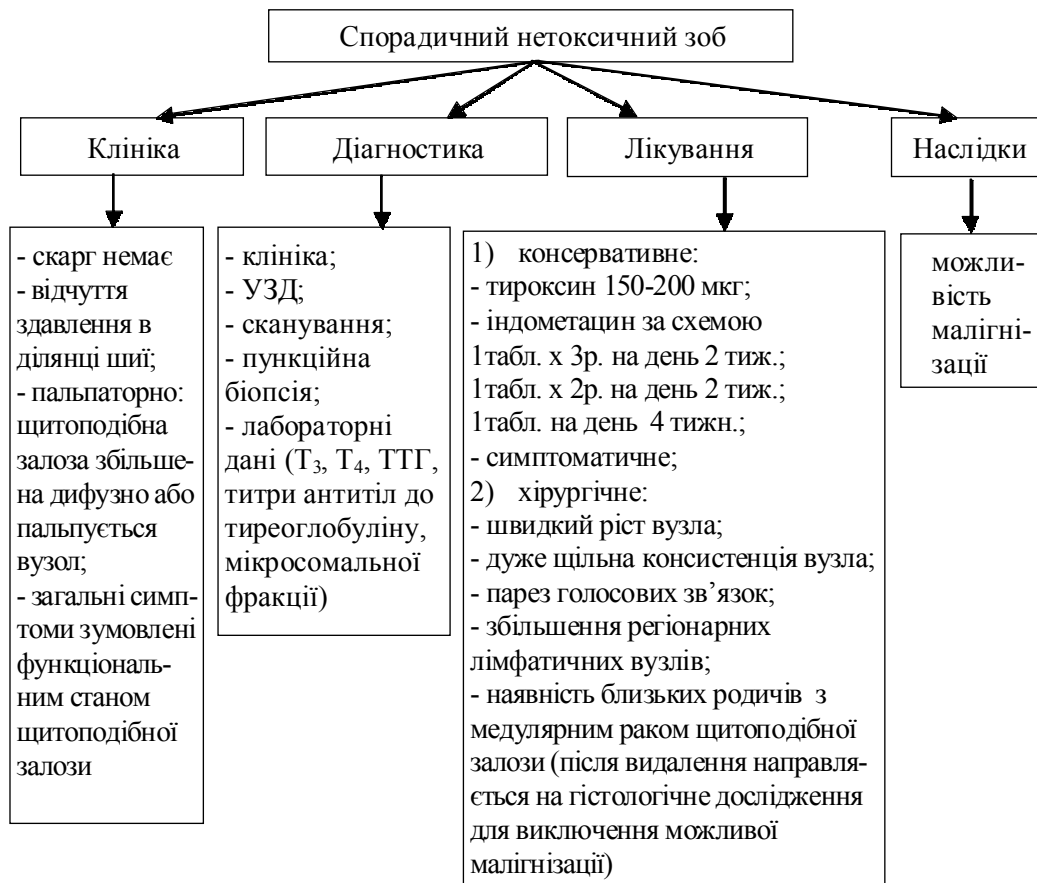 Спорадичний нетоксичний зоб
Клініка
Діагностика
Лікування
Наслідки
- скарг немає
- відчуття
здавлення в
ділянці шиї;
- пальпаторно:
щитоподібна
залоза збільше-
на дифузно або
пальпується
вузол;
- загальні симп-
томи зумовлені
функціональ-
ним станом
щитоподібної
залози
- клініка;
- УЗД;
- сканування;
- пункційна
біопсія;
- лабораторні
дані (Т₃, Т₄, ТТГ,
титри антитіл до
тиреоглобуліну,
мікросомальної
фракції)
1) консервативне:
- тироксин 150-200 мкг;
- індометацин за схемою
1табл. х 3р. на день 2 тиж.;
1табл. х 2р. на день 2 тиж.;
1табл. на день 4 тижн.;
- симптоматичне;
2) хірургічне:
- швидкий ріст вузла;
- дуже щільна консистенція вузла;
- парез голосових зв’язок;
- збільшення регіонарних
лімфатичних вузлів;
- наявність близьких родичів з
медулярним раком щитоподібної
залози (після видалення направля-
ється на гістологічне дослідження
для виключення можливої
малігнізації)
можли-
вість
малігні-
зації